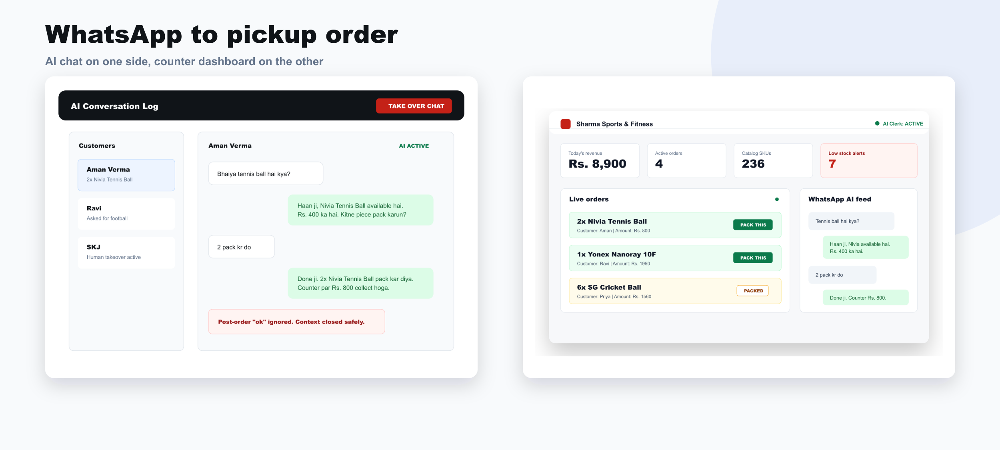 WhatsApp to pickup order
AI chat on one side, counter dashboard on the other
AI Conversation Log
TAKE OVER CHAT
Customers
Aman Verma
2x Nivia Tennis Ball
Ravi
Asked for football
SKJ
Human takeover active
Aman Verma
AI ACTIVE
Bhaiya tennis ball hai kya?
Haan ji, Nivia Tennis Ball available hai.
Rs. 400 ka hai. Kitne piece pack karun?
2 pack kr do
Done ji. 2x Nivia Tennis Ball pack kar diya.
Counter par Rs. 800 collect hoga.
Post-order "ok" ignored. Context closed safely.
Sharma Sports & Fitness
AI Clerk: ACTIVE
Today's revenue
Rs. 8,900
Active orders
4
Catalog SKUs
236
Low stock alerts
7
Live orders
2x Nivia Tennis Ball
Customer: Aman | Amount: Rs. 800
PACK THIS
1x Yonex Nanoray 10F
Customer: Ravi | Amount: Rs. 1950
PACK THIS
6x SG Cricket Ball
Customer: Priya | Amount: Rs. 1560
PACKED
WhatsApp AI feed
Tennis ball hai kya?
Haan ji, Nivia available hai.
Rs. 400 ka hai.
2 pack kr do
Done ji. Counter Rs. 800.